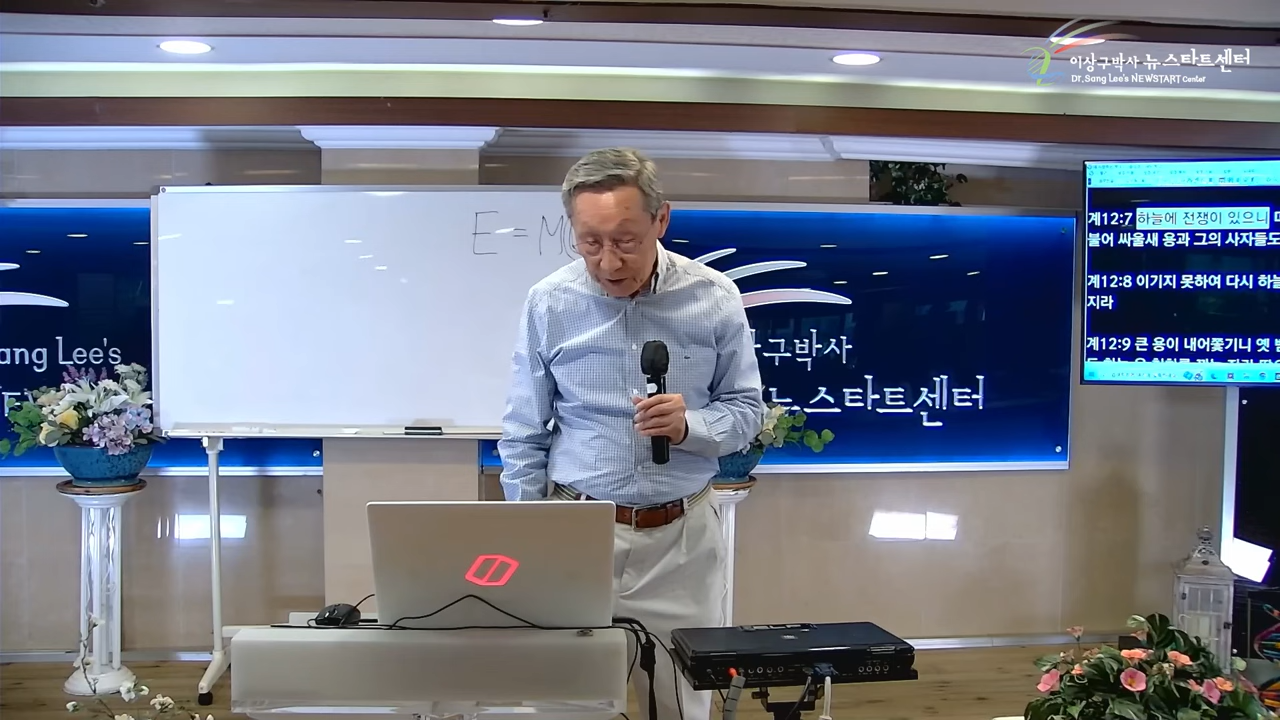 이상구박사 뉴스타트센터
Dr. Sang Lee's NEWSTART Center
E=M
계12:7 하늘에 전쟁이 있으니
불어 싸울새 용과 그의 사자들도
계12:8 이기지 못하여 다시 하늘
지라
계12:9 큰 용이 내어쫓기니 옛 뱀
ang Lee's
구박사
뉴스타트센터